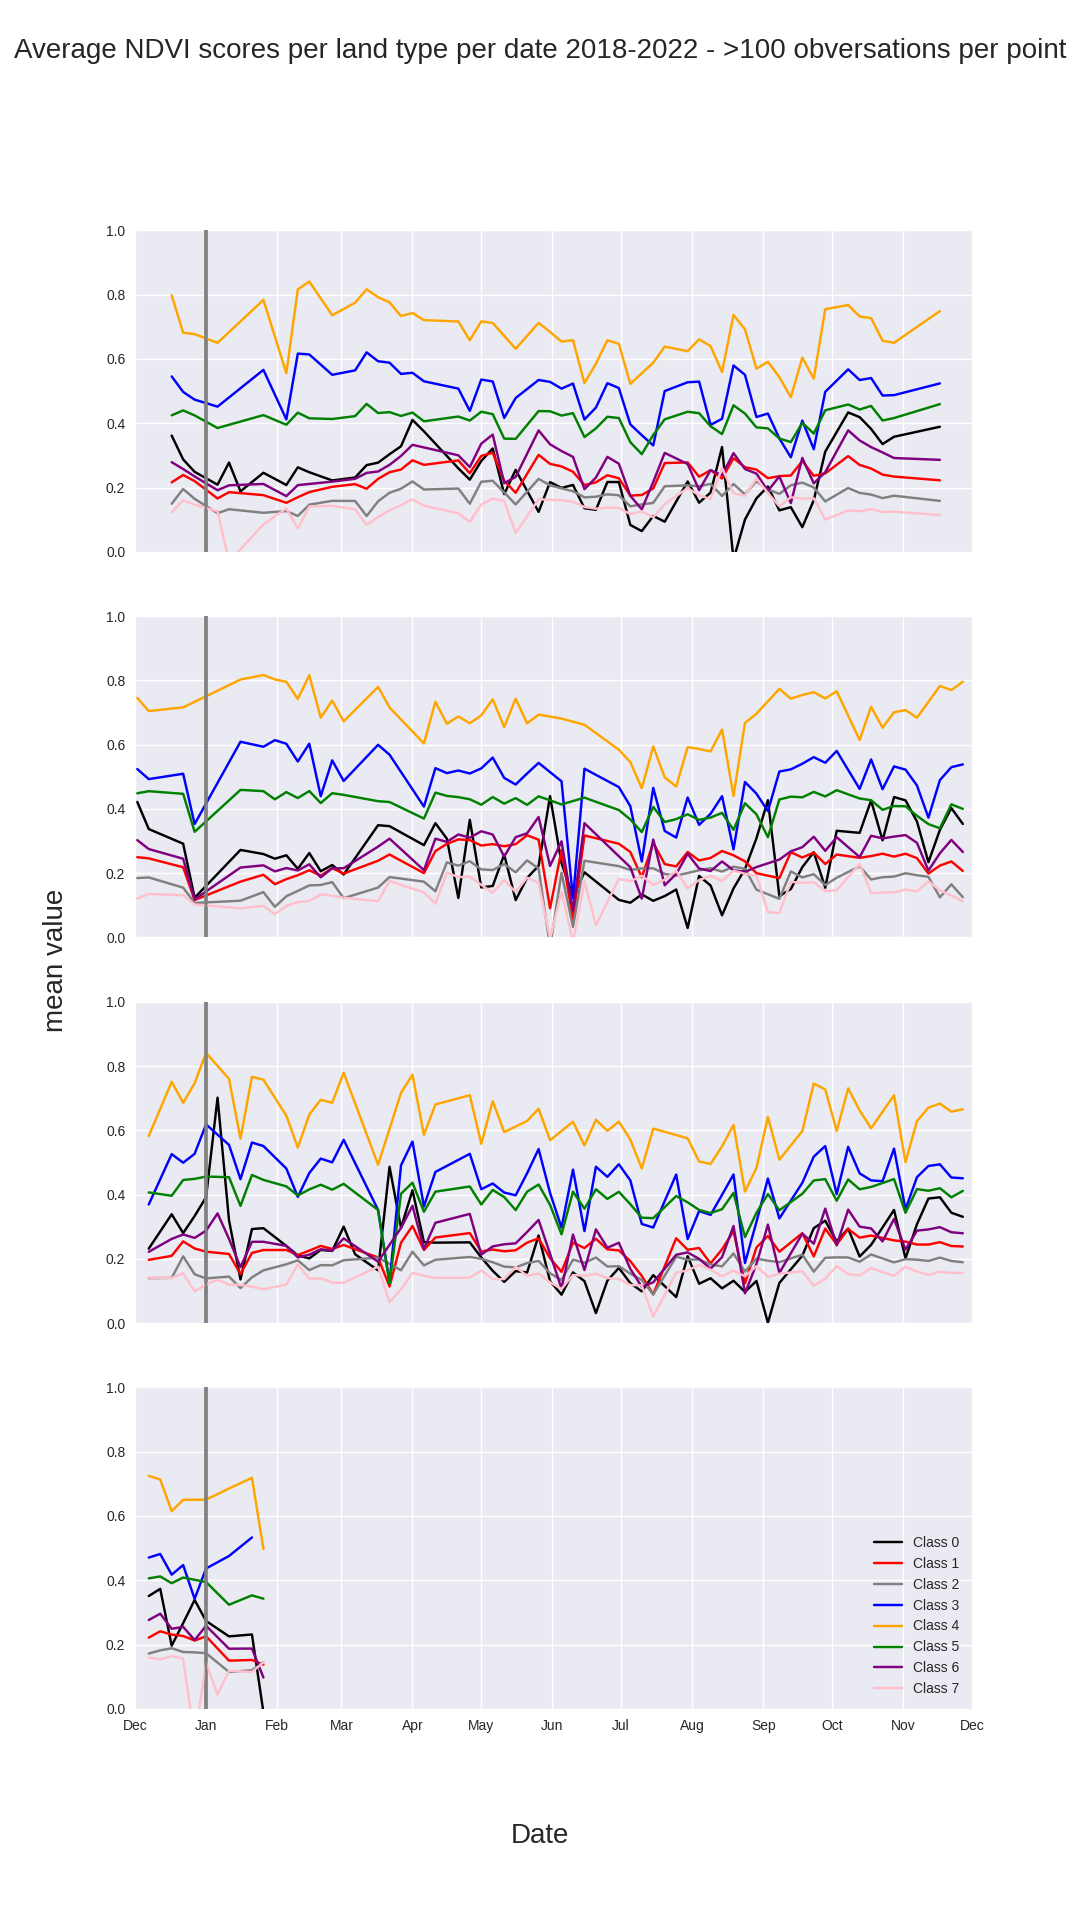 Average NDVI scores per land type per date 2018-2022 - >100 obversations per point
1.0
0.8
0.6
0.4
0.2
0.0
1.0
0.8
0.6
0.4
0.2
0.0
mean value
1.0
0.8
0.6
0.4
0.2
0.0
1.0
0.8
0.6
0.4
0.2
0.0
Class 0
Class 1
Class 2
Class 3
Class 4
Class 5
Class 6
Class 7
Dec Jan Feb Mar Apr May Jun Jul Aug Sep Oct Nov Dec
Date